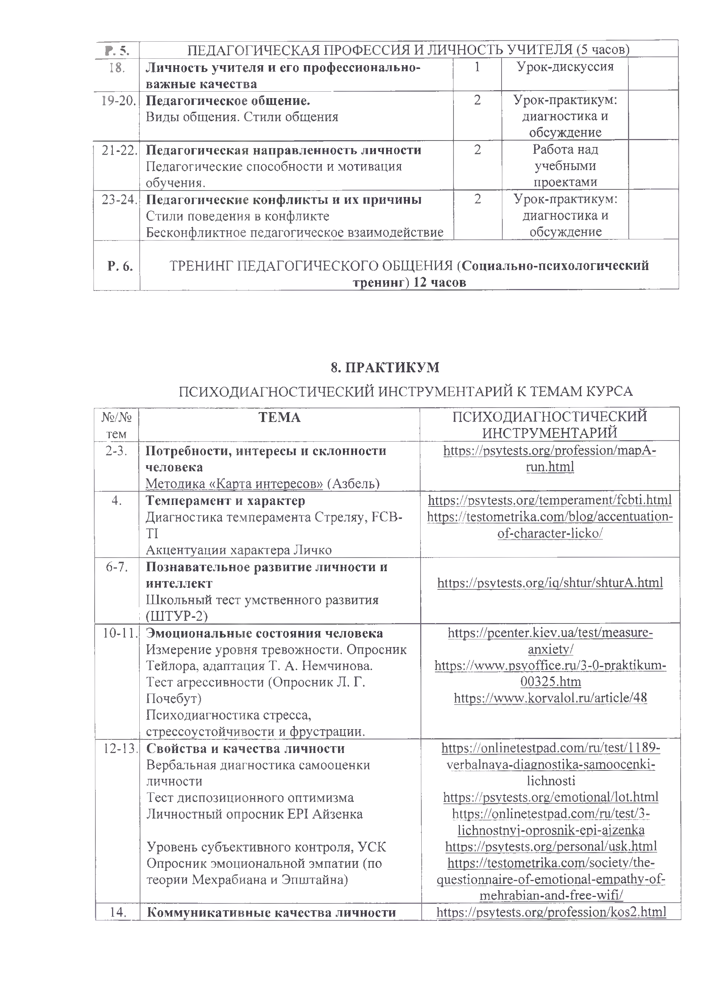 Р. 5. ПЕДАГОГИЧЕСКАЯ ПРОФЕССИЯ И ЛИЧНОСТЬ УЧИТЕЛЯ (5 часов)
18. Личность учителя и его профессионально- 1 Урок-дискуссия
важные качества
19-20. Педагогическое общение. 2 Урок-практикум:
Виды общения. Стили общения диагностика и
обсуждение
21-22. Педагогическая направленность личности 2 Работа над
Педагогические способности и мотивация учебными
обучения. проектами
23-24. Педагогические конфликты и их причины 2 Урок-практикум:
Стили поведения в конфликте диагностика и
Бесконфликтное педагогическое взаимодействие обсуждение
Р. 6. ТРЕНИНГ ПЕДАГОГИЧЕСКОГО ОБЩЕНИЯ (Социально-психологический
тренинг) 12 часов
8. ПРАКТИКУМ
ПСИХОДИАГНОСТИЧЕСКИЙ ИНСТРУМЕНТАРИЙ К ТЕМАМ КУРСА
№/№ ТЕМА ПСИХОДИАГНОСТИЧЕСКИЙ
тем ИНСТРУМЕНТАРИЙ
2-3. Потребности, интересы и склонности https://psytests.org/profession/mapA-
человека run.html
Методика «Карта интересов» (Азбель)
4. Темперамент и характер https://psytests.org/temperament/fcbti.html
Диагностика темперамента Стреляу, FCB- https://testometrika.com/blog/accentuation-
TI of-character-licko/
Акцентуации характера Личко
6-7. Познавательное развитие личности и
интеллект https://psytests.org/iq/shtur/shturA.html
Школьный тест умственного развития
(ШТУР-2)
10-11. Эмоциональные состояния человека https://pcenter.kiev.ua/test/measure-
Измерение уровня тревожности. Опросник anxiety/
Тейлора, адаптация Т. А. Немчинова. https://www.psyoffice.ru/3-0-praktikum-
Тест агрессивности (Опросник Л. Г. 00325.htm
Почебут) https://www.korvalol.ru/article/48
Психодиагностика стресса,
стрессоустойчивости и фрустрации.
12-13. Свойства и качества личности https://onlinetestpad.com/ru/test/1189-
Вербальная диагностика самооценки verbalnaya-diagnostika-samoocenki-
личности lichnosti
Тест диспозиционного оптимизма https://psytests.org/emotional/lot.html
Личностный опросник EPI Айзенка https://onlinetestpad.com/ru/test/3-
lichnostnyj-oprosnik-epi-ajzenka
Уровень субъективного контроля, УСК https://psytests.org/personal/usk.html
Опросник эмоциональной эмпатии (по https://testometrika.com/society/the-
теории Мехрабиана и Эпштайна) questionnaire-of-emotional-empathy-of-
mehrabian-and-free-wifi/
14. Коммуникативные качества личности https://psytests.org/profession/kos2.html